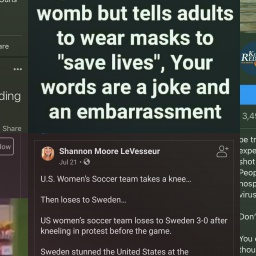 womb but tells adults
to wear masks to
"save lives", Your
words are a joke and
an embarrassment
are
ding
Share
low
Shannon Moore LeVesseur
Jul 21 •
U.S. Women's Soccer team takes a knee...
Then loses to Sweden...
US women's soccer team loses to Sweden 3-0 after
kneeling in protest before the game.
Sweden stunned the United States at the
3,4
be tr
expe
shot
Peop
hosp
virus
Don'
You
thou